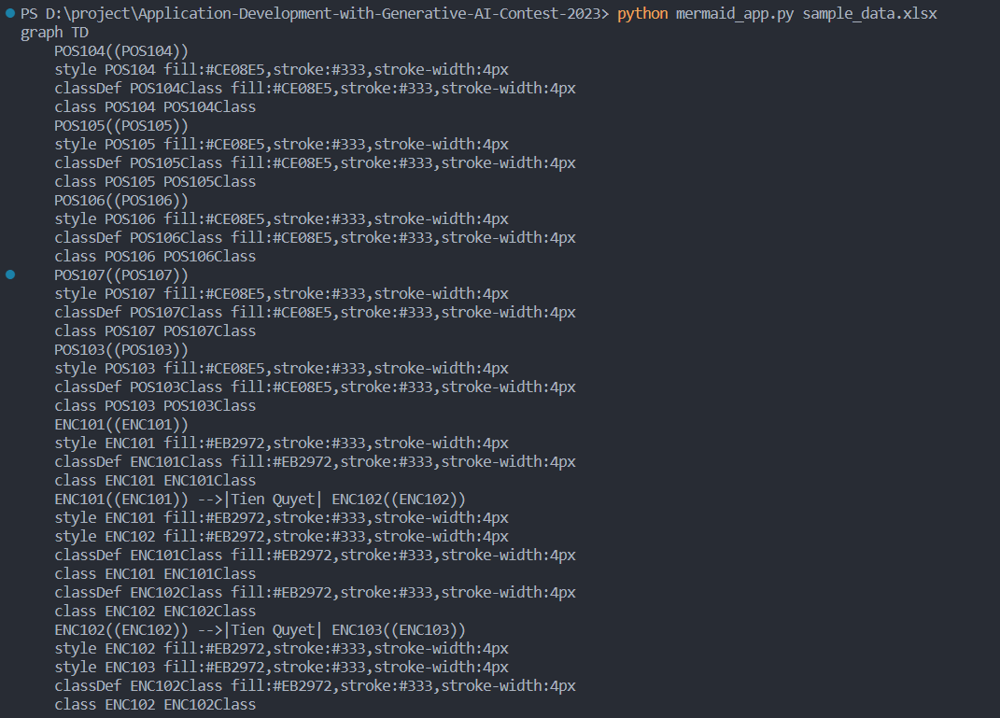 PS D:\project\Application-Development-with-Generative-AI-Contest-2023> python mermaid_app.py sample_data.xlsx
graph TD
    POS104((POS104))
    style POS104 fill:#CE08E5,stroke:#333,stroke-width:4px
    classDef POS104Class fill:#CE08E5,stroke:#333,stroke-width:4px
    class POS104 POS104Class
    POS105((POS105))
    style POS105 fill:#CE08E5,stroke:#333,stroke-width:4px
    classDef POS105Class fill:#CE08E5,stroke:#333,stroke-width:4px
    class POS105 POS105Class
    POS106((POS106))
    style POS106 fill:#CE08E5,stroke:#333,stroke-width:4px
    classDef POS106Class fill:#CE08E5,stroke:#333,stroke-width:4px
    class POS106 POS106Class
    POS107((POS107))
    style POS107 fill:#CE08E5,stroke:#333,stroke-width:4px
    classDef POS107Class fill:#CE08E5,stroke:#333,stroke-width:4px
    class POS107 POS107Class
    POS103((POS103))
    style POS103 fill:#CE08E5,stroke:#333,stroke-width:4px
    classDef POS103Class fill:#CE08E5,stroke:#333,stroke-width:4px
    class POS103 POS103Class
    ENC101((ENC101))
    style ENC101 fill:#EB2972,stroke:#333,stroke-width:4px
    classDef ENC101Class fill:#EB2972,stroke:#333,stroke-width:4px
    class ENC101 ENC101Class
    ENC101((ENC101)) -->|Tien Quyet| ENC102((ENC102))
    style ENC101 fill:#EB2972,stroke:#333,stroke-width:4px
    style ENC102 fill:#EB2972,stroke:#333,stroke-width:4px
    classDef ENC101Class fill:#EB2972,stroke:#333,stroke-width:4px
    class ENC101 ENC101Class
    classDef ENC102Class fill:#EB2972,stroke:#333,stroke-width:4px
    class ENC102 ENC102Class
    ENC102((ENC102)) -->|Tien Quyet| ENC103((ENC103))
    style ENC102 fill:#EB2972,stroke:#333,stroke-width:4px
    style ENC103 fill:#EB2972,stroke:#333,stroke-width:4px
    classDef ENC102Class fill:#EB2972,stroke:#333,stroke-width:4px
    class ENC102 ENC102Class